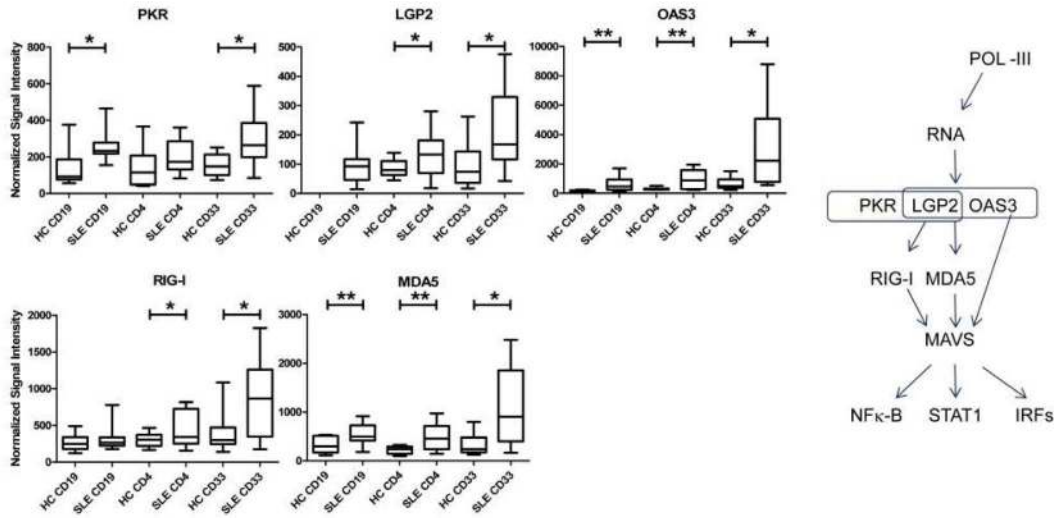 PKR
LGP2
OAS3
* *
* *
** ** *
Normalized Signal Intensity
800
600
400
200
0
500
400
300
200
100
0
10000
8000
6000
4000
2000
0
HC CD19
SLE CD19
HC CD4
SLE CD4
HC CD33
SLE CD33
HC CD19
SLE CD19
HC CD4
SLE CD4
HC CD33
SLE CD33
HC CD19
SLE CD19
HC CD4
SLE CD4
HC CD33
SLE CD33
RIG-I
MDA5
* *
** ** *
Normalized Signal Intensity
2000
1500
1000
500
0
3000
2000
1000
0
HC CD19
SLE CD19
HC CD4
SLE CD4
HC CD33
SLE CD33
HC CD19
SLE CD19
HC CD4
SLE CD4
HC CD33
SLE CD33
POL -III
RNA
PKR LGP2 OAS3
RIG-I MDA5
MAVS
NFκ-B STAT1 IRFs